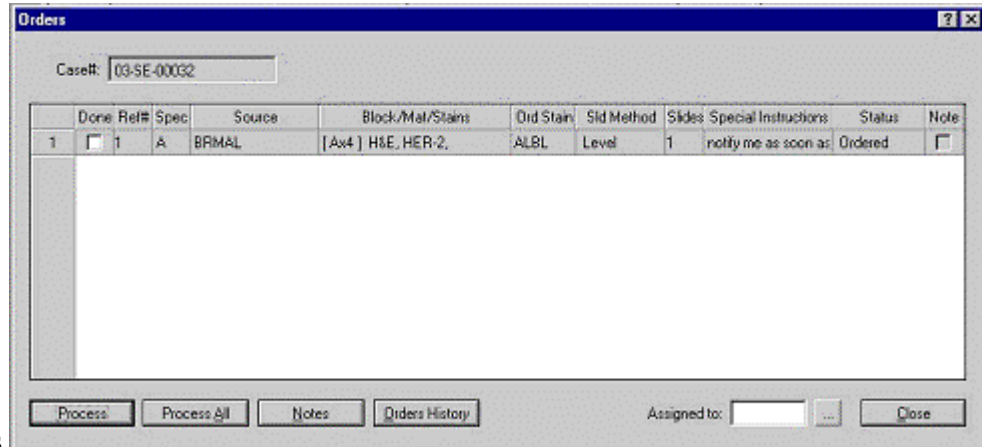 Orders
Case#: 03-SE-00032
Done Ref# Spec Source Block/Mat/Stains Ord Stain Sld Method Slides Special Instructions Status Note
1 1 A BRMAL [ Ax4 ] H&E, HER-2, ALBL Level 1 notify me as soon as Ordered
Process Process All Notes Orders History Assigned to: ... Close